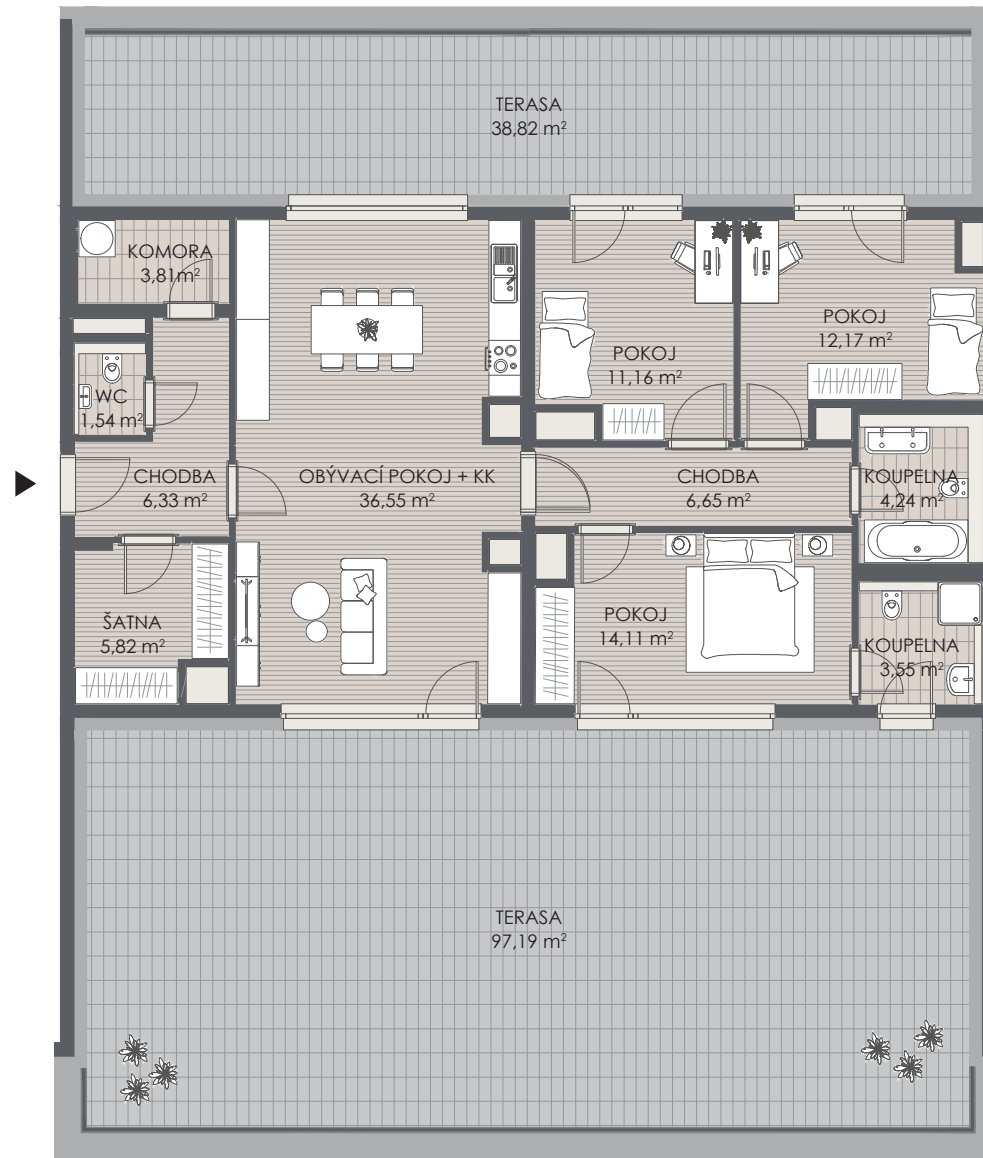 TERASA
38,82 m²
KOMORA
3,81m²
POKOJ
12,17 m²
POKOJ
11,16 m²
WC
1,54 m²
CHODBA
6,33 m²
OBÝVACÍ POKOJ + KK
36,55 m²
CHODBA
6,65 m²
KOUPELNA
4,24 m²
ŠATNA
5,82 m²
POKOJ
14,11 m²
KOUPELNA
3,55 m²
TERASA
97,19 m²